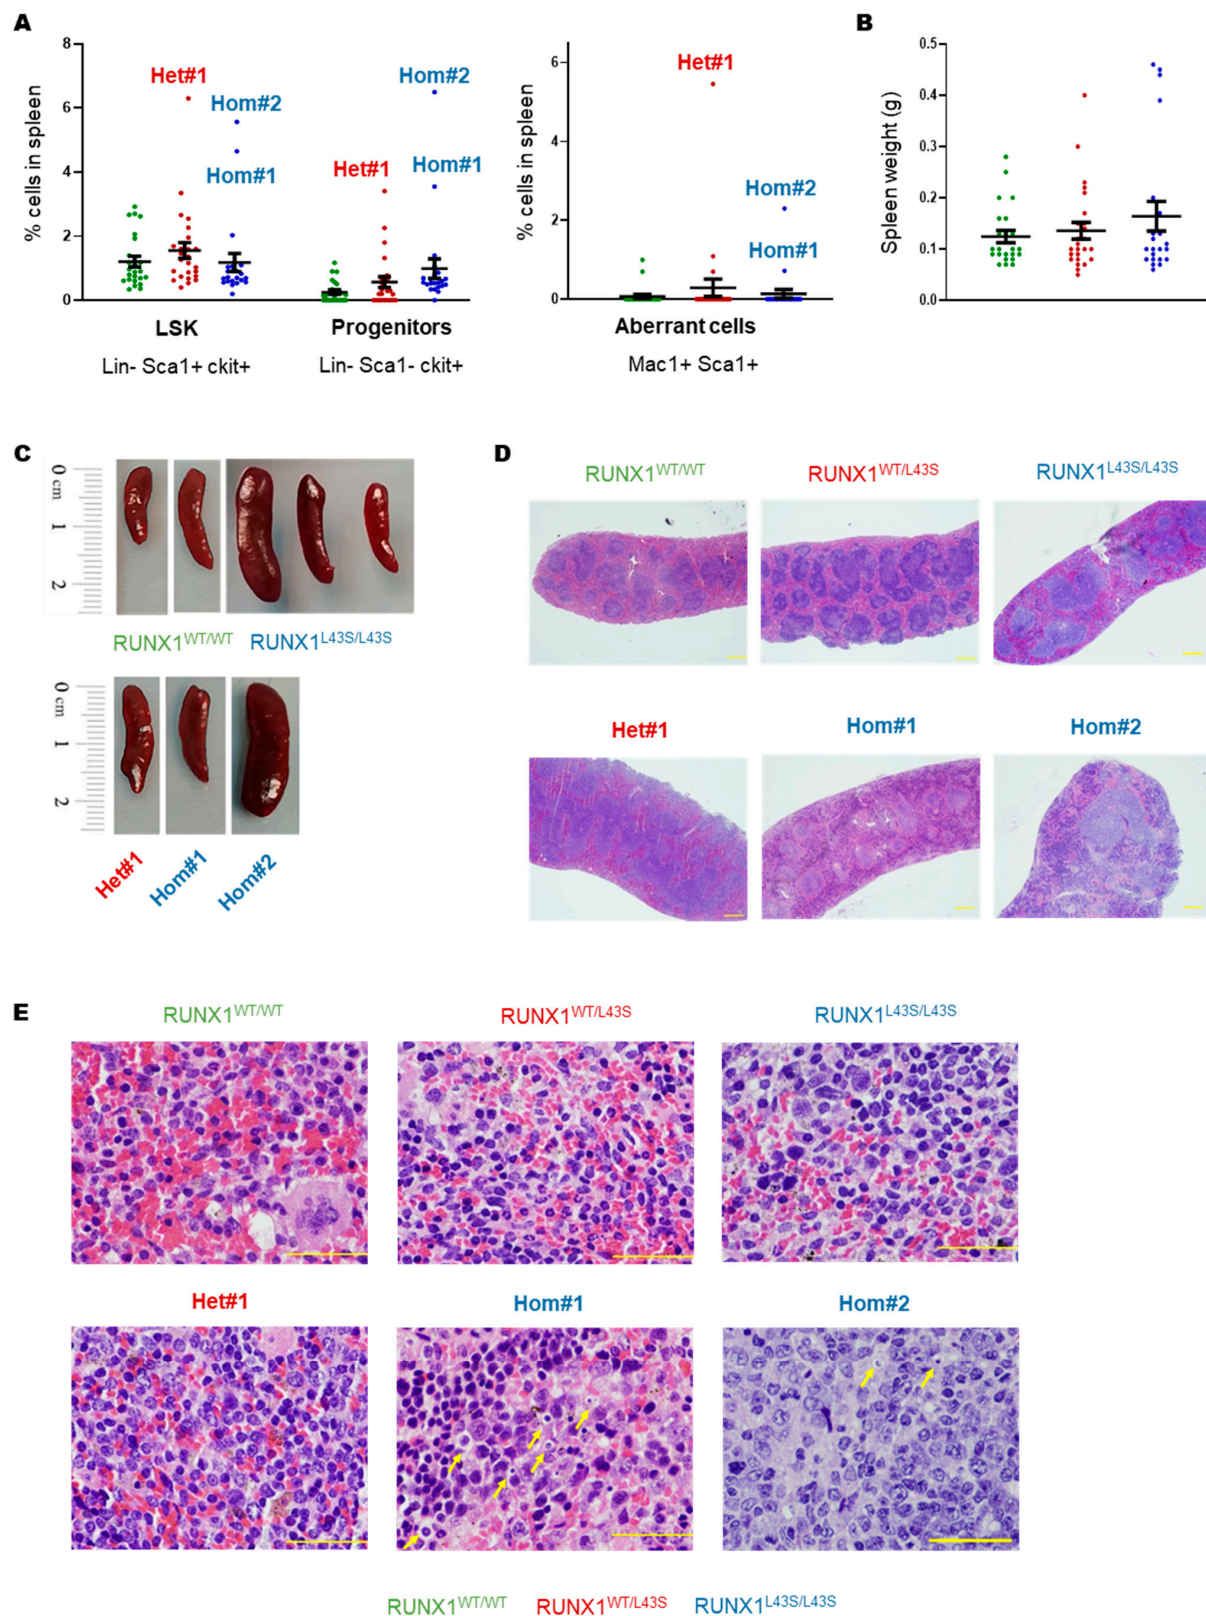 A
8
6
4
2
0
% cells in spleen
Het#1
Hom#2
Hom#1
Het#1
Hom#2
Hom#1
LSK
Progenitors
Lin- Sca1+ ckit+
Lin- Sca1- ckit+
6
4
2
0
% cells in spleen
Het#1
Hom#2
Hom#1
Aberrant cells
Mac1+ Sca1+
B
0.5
0.4
0.3
0.2
0.1
0.0
Spleen weight (g)
C
0 cm
1
2
RUNX1WT/WT RUNX1L43S/L43S
0 cm
1
2
Het#1 Hom#1 Hom#2
D
RUNX1WT/WT RUNX1WT/L43S RUNX1L43S/L43S
Het#1 Hom#1 Hom#2
E
RUNX1WT/WT RUNX1WT/L43S RUNX1L43S/L43S
Het#1 Hom#1 Hom#2
RUNX1WT/WT RUNX1WT/L43S RUNX1L43S/L43S